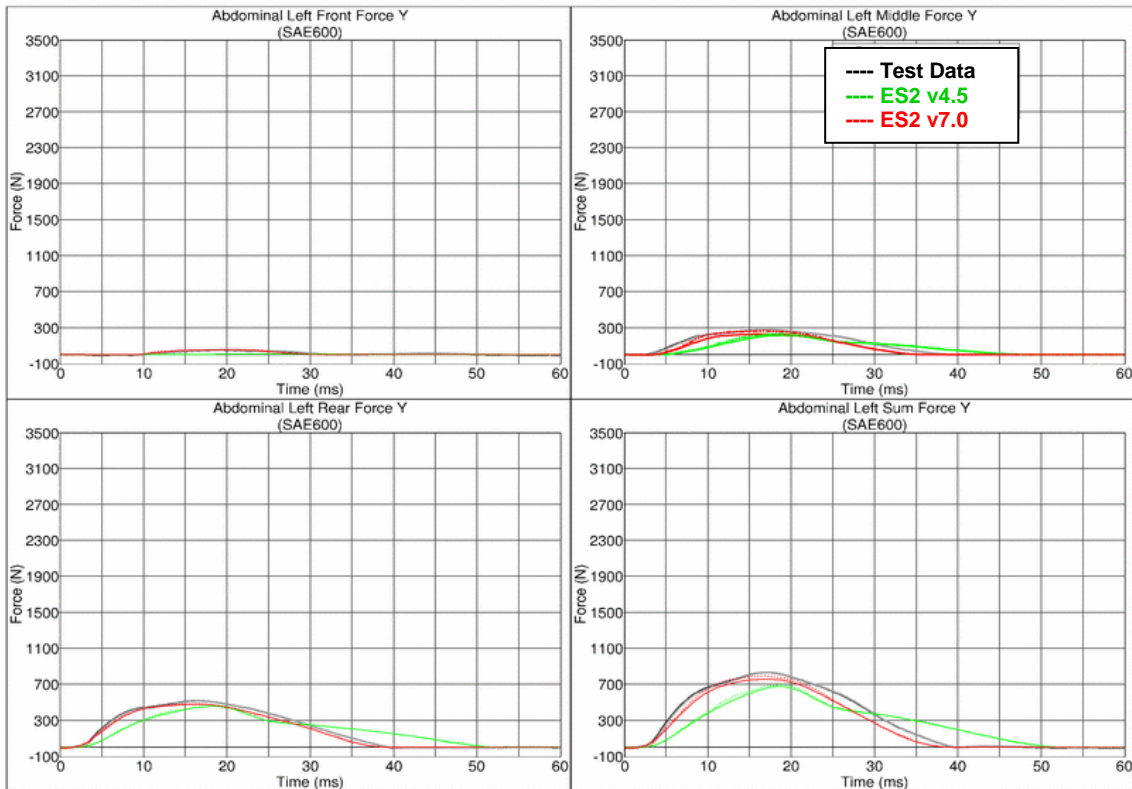 Abdominal Left Front Force Y
(SAE600)
3500
3100
2700
2300
1900
1500
1100
700
300
-100
Force (N)
0 10 20 30 40 50 60
Time (ms)
Abdominal Left Middle Force Y
(SAE600)
---- Test Data
---- ES2 v4.5
---- ES2 v7.0
3500
3100
2700
2300
1900
1500
1100
700
300
-100
Force (N)
0 10 20 30 40 50 60
Time (ms)
Abdominal Left Rear Force Y
(SAE600)
3500
3100
2700
2300
1900
1500
1100
700
300
-100
Force (N)
0 10 20 30 40 50 60
Time (ms)
Abdominal Left Sum Force Y
(SAE600)
3500
3100
2700
2300
1900
1500
1100
700
300
-100
Force (N)
0 10 20 30 40 50 60
Time (ms)